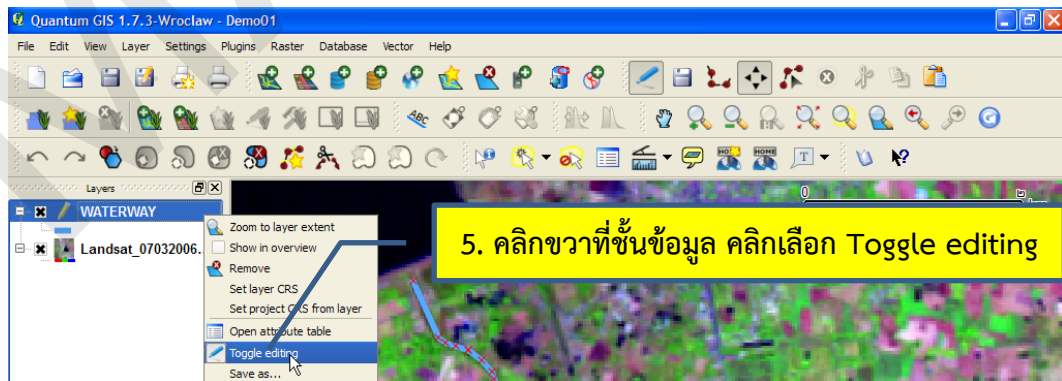 Quantum GIS 1.7.3-Wroclaw - Demo01
File Edit View Layer Settings Plugins Raster Database Vector Help
ABC
HOME
T
Layers
0
WATERWAY
Landsat_07032006..
Zoom to layer extent
Show in overview
Remove
Set layer CRS
Set project CRS from layer
Open attribute table
Toggle editing
Save as...
5. คลิกขวาที่ชั้นข้อมูล คลิกเลือก Toggle editing